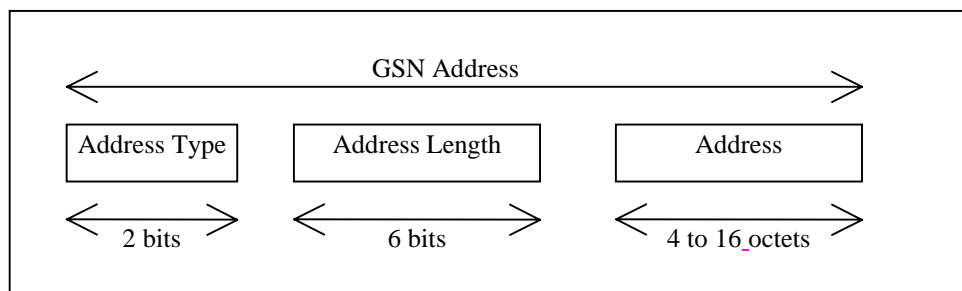 GSN Address
Address Type Address Length Address
2 bits 6 bits 4 to 16 octets